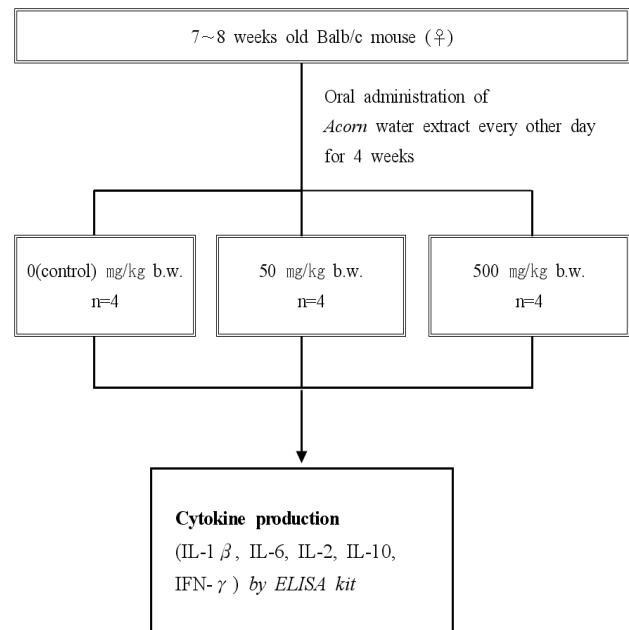 7～8 weeks old Balb/c mouse (♀)
Oral administration of
Acorn water extract every other day
for 4 weeks
0(control) ㎎/㎏ b.w.
n=4
50 ㎎/㎏ b.w.
n=4
500 ㎎/㎏ b.w.
n=4
Cytokine production
(IL-1 β, IL-6, IL-2, IL-10,
IFN-γ ) by ELISA kit